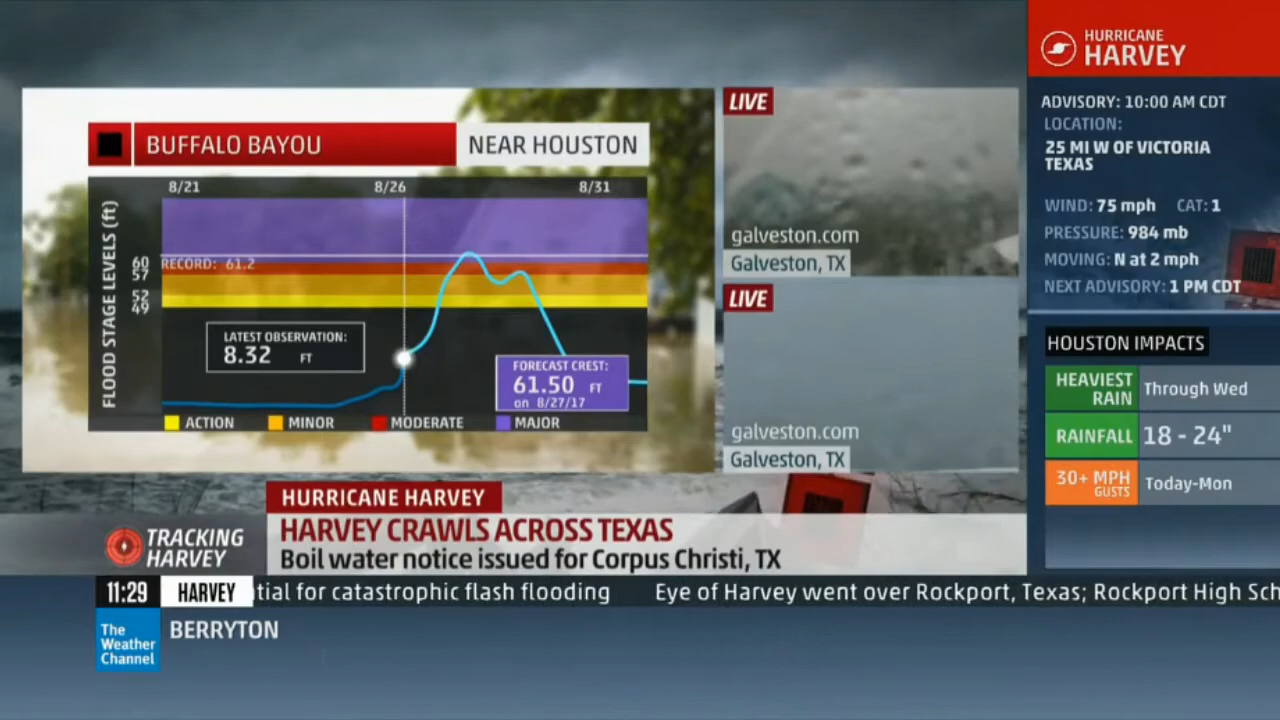 BUFFALO BAYOU
NEAR HOUSTON
8/21
8/26
8/31
FLOOD STAGE LEVELS (ft)
60
57
52
49
RECORD: 61.2
LATEST OBSERVATION:
8.32 FT
FORECAST CREST:
61.50 FT
on 8/27/17
ACTION
MINOR
MODERATE
MAJOR
LIVE
galveston.com
Galveston, TX
LIVE
galveston.com
Galveston, TX
HURRICANE
HARVEY
ADVISORY: 10:00 AM CDT
LOCATION:
25 MI W OF VICTORIA
TEXAS
WIND: 75 mph CAT: 1
PRESSURE: 984 mb
MOVING: N at 2 mph
NEXT ADVISORY: 1 PM CDT
HOUSTON IMPACTS
HEAVIEST
RAIN
Through Wed
RAINFALL
18 - 24"
30+ MPH
GUSTS
Today-Mon
HURRICANE HARVEY
TRACKING
HARVEY
HARVEY CRAWLS ACROSS TEXAS
Boil water notice issued for Corpus Christi, TX
11:29
HARVEY
tial for catastrophic flash flooding Eye of Harvey went over Rockport, Texas; Rockport High Sch
The
Weather
Channel
BERRYTON